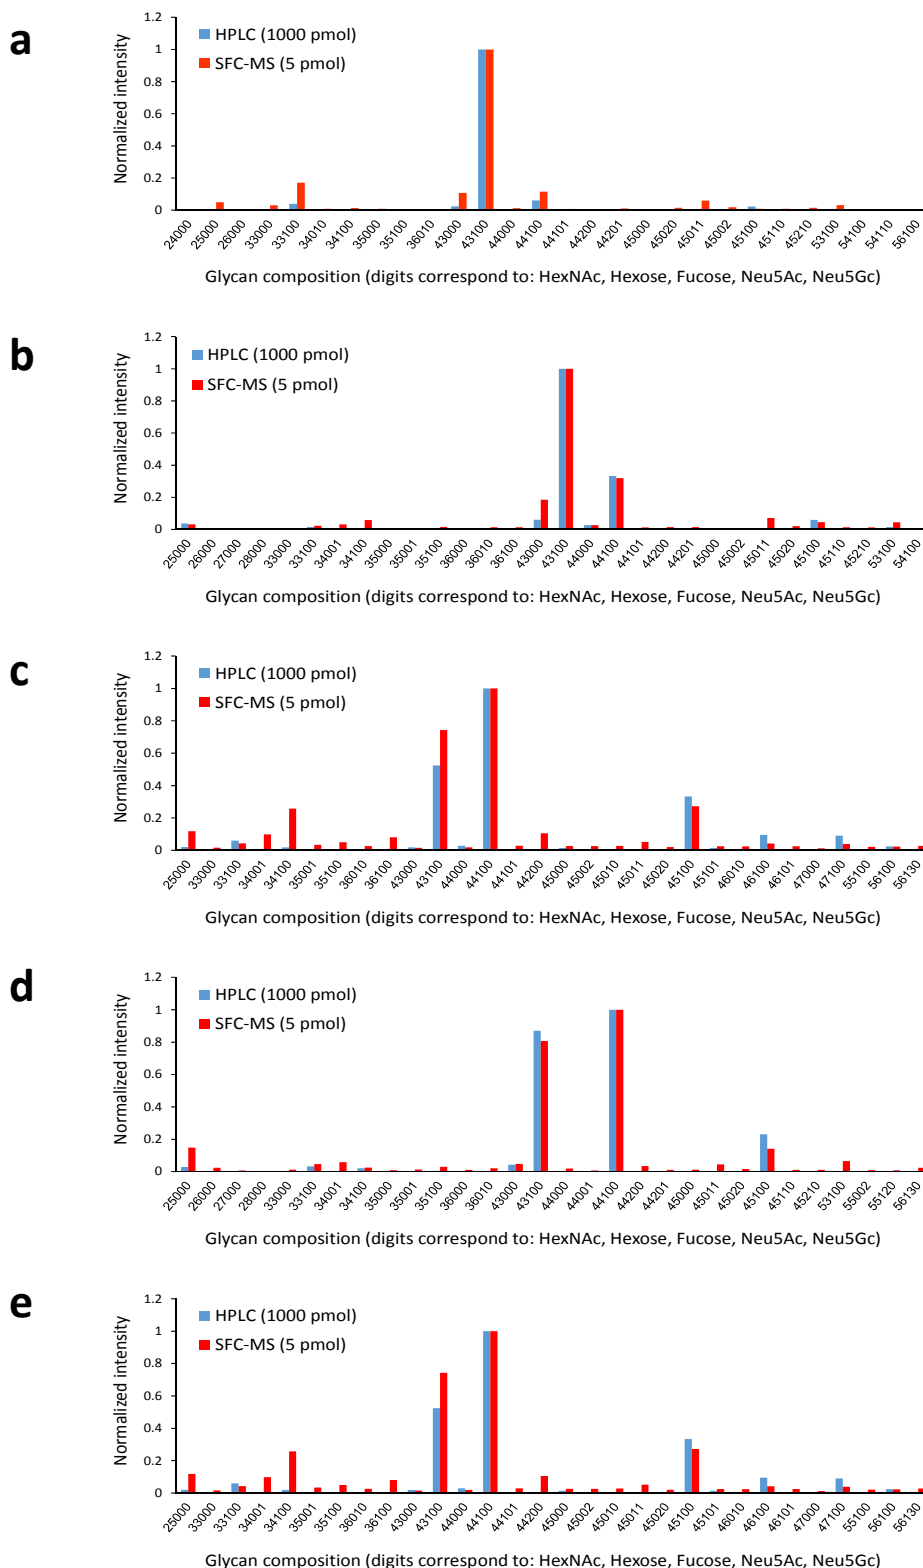 a
1.2
1
0.8
0.6
0.4
0.2
0
Normalized intensity
HPLC (1000 pmol)
SFC-MS (5 pmol)
24000 25000 26000 33000 33100 34010 34100 35000 35100 36010 43000 43100 44000 44100 44101 44200 44201 45000 45020 45011 45002 45100 45110 45210 53100 54100 54110 56100
Glycan composition (digits correspond to: HexNAc, Hexose, Fucose, Neu5Ac, Neu5Gc)
b
1.2
1
0.8
0.6
0.4
0.2
0
Normalized intensity
HPLC (1000 pmol)
SFC-MS (5 pmol)
25000 26000 27000 28000 33000 33100 34001 34100 35000 35001 35100 36000 36010 36100 43000 43100 44000 44100 44101 44200 44201 45000 45002 45011 45020 45100 45110 45210 53100 54100
Glycan composition (digits correspond to: HexNAc, Hexose, Fucose, Neu5Ac, Neu5Gc)
c
1.2
1
0.8
0.6
0.4
0.2
0
Normalized intensity
HPLC (1000 pmol)
SFC-MS (5 pmol)
25000 33000 33100 34001 34100 35001 35100 36010 36100 43000 43100 44000 44100 44101 44200 45000 45002 45010 45011 45020 45100 45101 46000 46100 46101 47000 47100 55100 56100 56130
Glycan composition (digits correspond to: HexNAc, Hexose, Fucose, Neu5Ac, Neu5Gc)
d
1.2
1
0.8
0.6
0.4
0.2
0
Normalized intensity
HPLC (1000 pmol)
SFC-MS (5 pmol)
25000 26000 27000 28000 33000 33100 34001 34100 35000 35001 35100 36000 36010 43000 43100 44000 44001 44100 44200 44201 45000 45011 45020 45100 45110 45210 53100 55002 55120 56130
Glycan composition (digits correspond to: HexNAc, Hexose, Fucose, Neu5Ac, Neu5Gc)
e
1.2
1
0.8
0.6
0.4
0.2
0
Normalized intensity
HPLC (1000 pmol)
SFC-MS (5 pmol)
25000 33000 33100 34001 34100 35001 35100 36010 36100 43000 43100 44000 44100 44101 44200 45000 45002 45010 45011 45020 45100 45101 46000 46100 46101 47000 47100 55100 56100 56130
Glycan composition (digits correspond to: HexNAc, Hexose, Fucose, Neu5Ac, Neu5Gc)